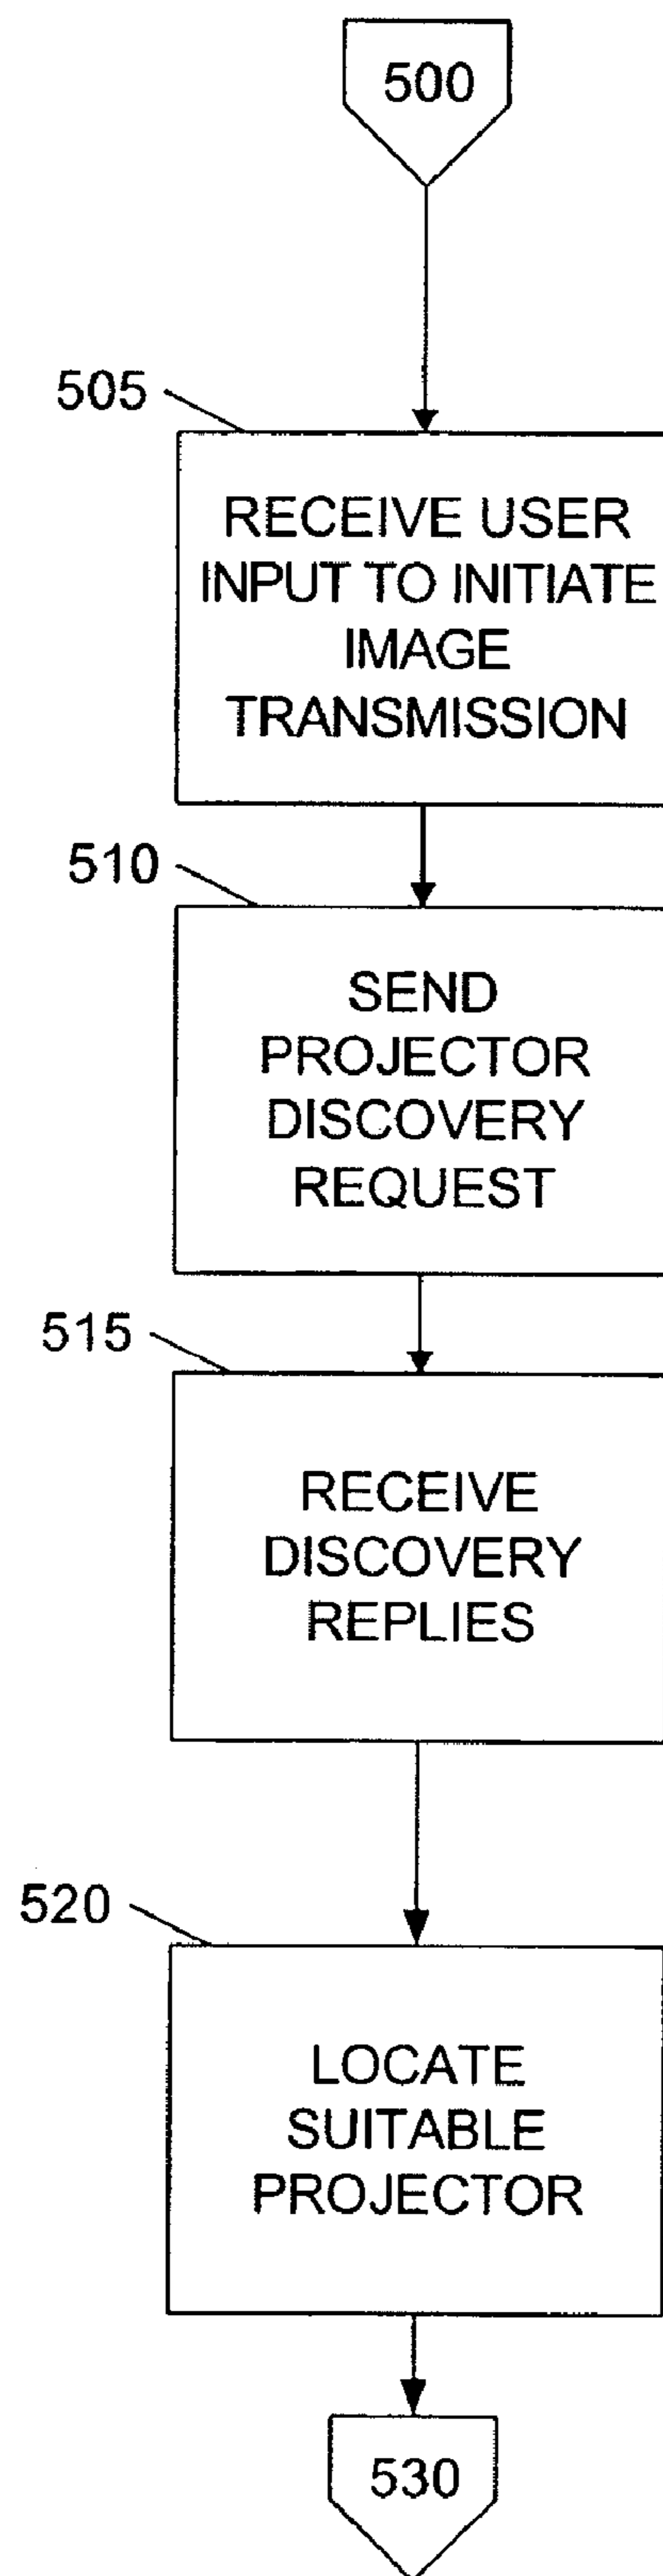 500
505
RECEIVE USER
INPUT TO INITIATE
IMAGE
TRANSMISSION
510
SEND
PROJECTOR
DISCOVERY
REQUEST
515
RECEIVE
DISCOVERY
REPLIES
520
LOCATE
SUITABLE
PROJECTOR
530